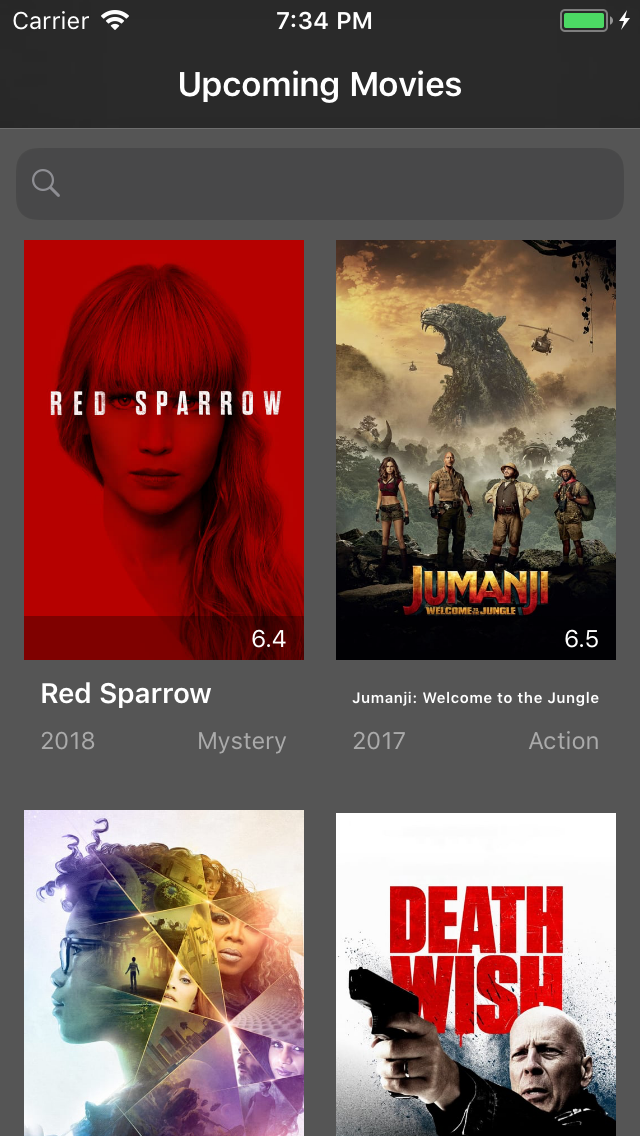 Carrier 7:34 PM
Upcoming Movies
RED SPARROW
6.4
JUMANJI
WELCOME TO THE JUNGLE
6.5
Red Sparrow
Jumanji: Welcome to the Jungle
2018 Mystery
2017 Action
DEATH
WISH